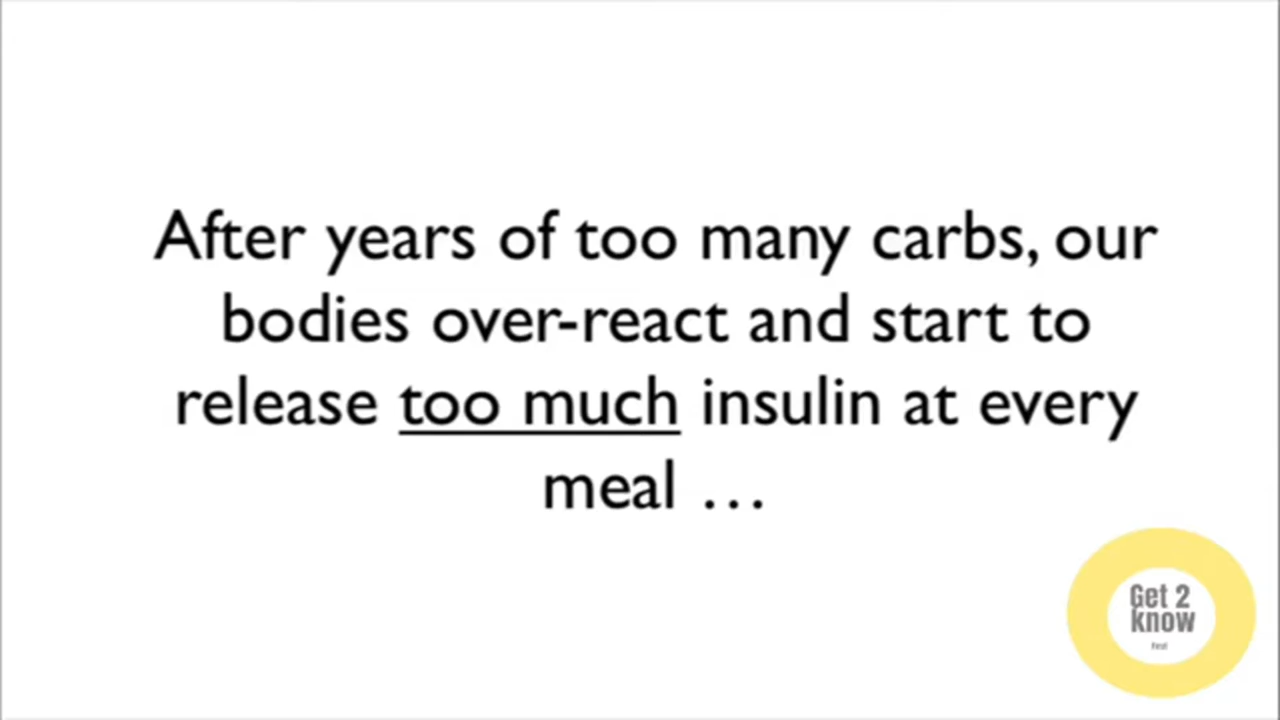 After years of too many carbs, our
bodies over-react and start to
release too much insulin at every
meal …
Get 2
know